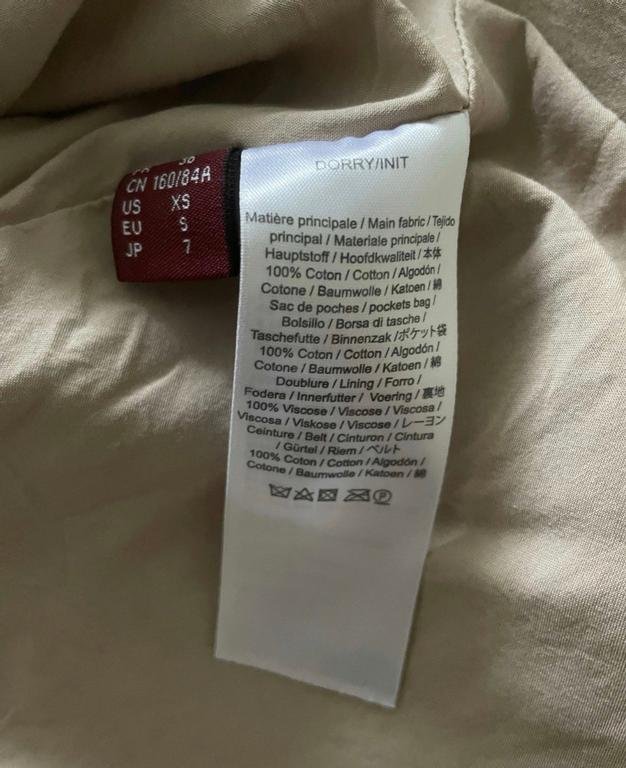 36
CN 160/84A
US XS
EU S
JP 7
DORRY/INIT
Matière principale / Main fabric / Tejido
principal / Materiale principale /
Hauptstoff / Hoofdkwaliteit / 本体
100% Coton / Cotton / Algodón /
Cotone / Baumwolle / Katoen / 綿
Sac de poches / pockets bag /
Bolsillo / Borsa di tasche /
Taschefutte / Binnenzak /ポケット袋
100% Coton / Cotton / Algodón /
Cotone / Baumwolle / Katoen / 綿
Doublure / Lining / Forro /
Fodera / Innerfutter / Voering / 裏地
100% Viscose / Viscose / Viscosa /
Viscosa / Viskose / Viscose / レーヨン
Ceinture / Belt / Cinturon / Cintura
/ Gürtel / Riem / ベルト
100% Coton / Cotton / Algodón /
Cotone / Baumwolle / Katoen / 綿
P